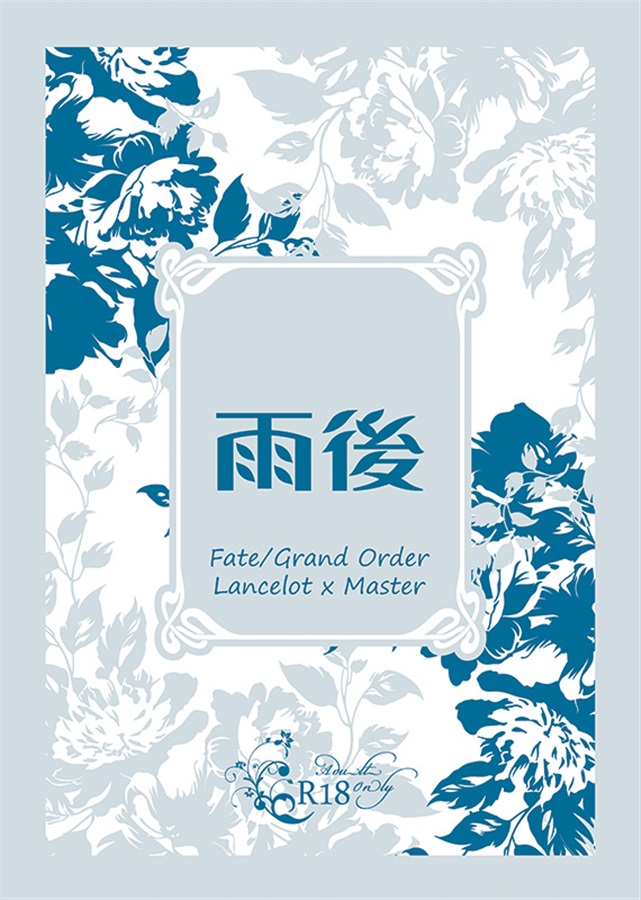 雨後
Fate/Grand Order
Lancelot x Master
Adult
R18 only